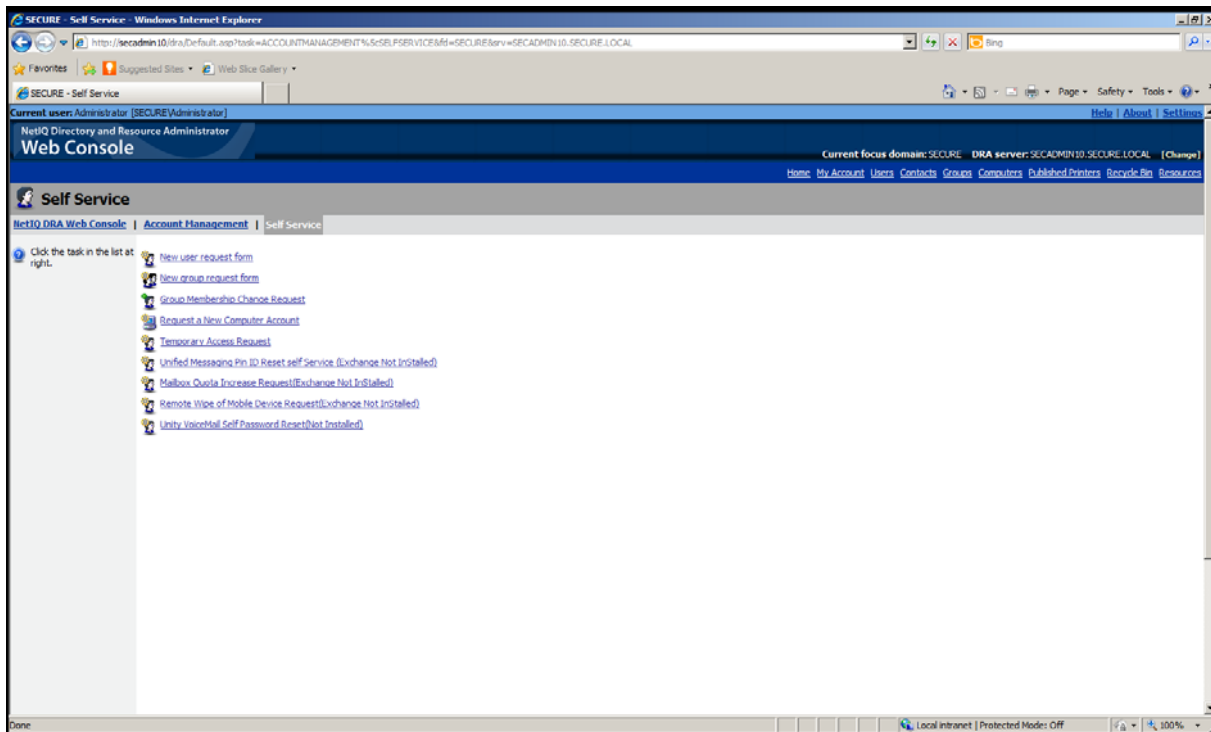 SECURE - Self Service - Windows Internet Explorer
http://secadmin10/dra/Default.asp?task=ACCOUNTMANAGEMENT%5cSELFSERVICE&fd=SECURE&srv=SECADMIN10.SECURE.LOCAL
Bing
Favorites Suggested Sites Web Slice Gallery
SECURE - Self Service
Page Safety Tools
Current user: Administrator [SECURE\Administrator]
Help | About | Settings
NetIQ Directory and Resource Administrator
Web Console
Current focus domain: SECURE DRA server: SECADMIN10.SECURE.LOCAL [Change]
Home My Account Users Contacts Groups Computers Published Printers Recycle Bin Resources
Self Service
NetIQ DRA Web Console | Account Management | Self Service
Click the task in the list at
right.
New user request form
New group request form
Group Membership Change Request
Request a New Computer Account
Temporary Access Request
Unified Messaging Pin ID Reset self Service (Exchange Not InStalled)
Mailbox Quota Increase Request(Exchange Not InStalled)
Remote Wipe of Mobile Device Request(Exchange Not InStalled)
Unity VoiceMail Self Password Reset(Not Installed)
Done
Local intranet | Protected Mode: Off
100%